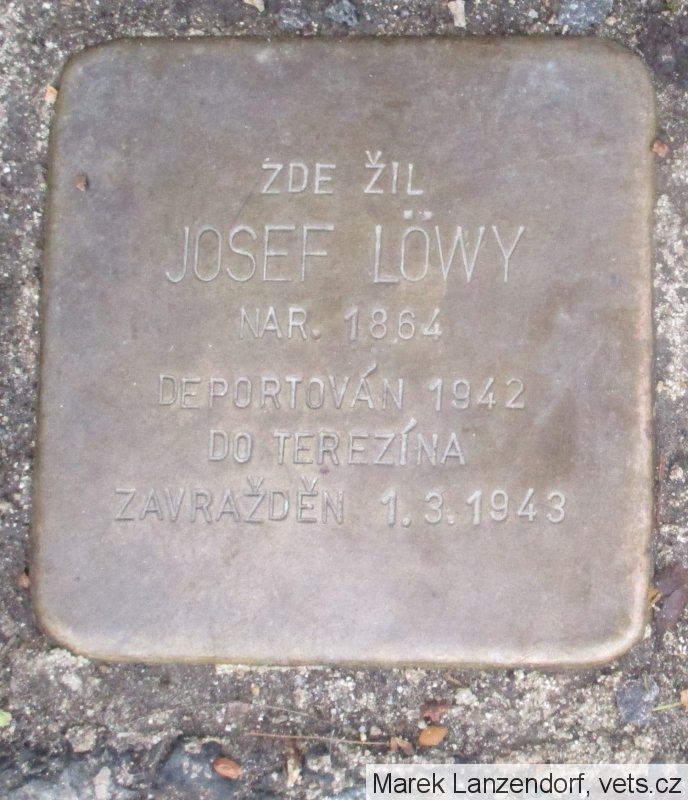 ZDE ŽIL
JOSEF LÖWY
NAR. 1864
DEPORTOVÁN 1942
DO TEREZÍNA
ZAVRAŽDĚN 1.3.1943
Marek Lanzendorf, vets.cz